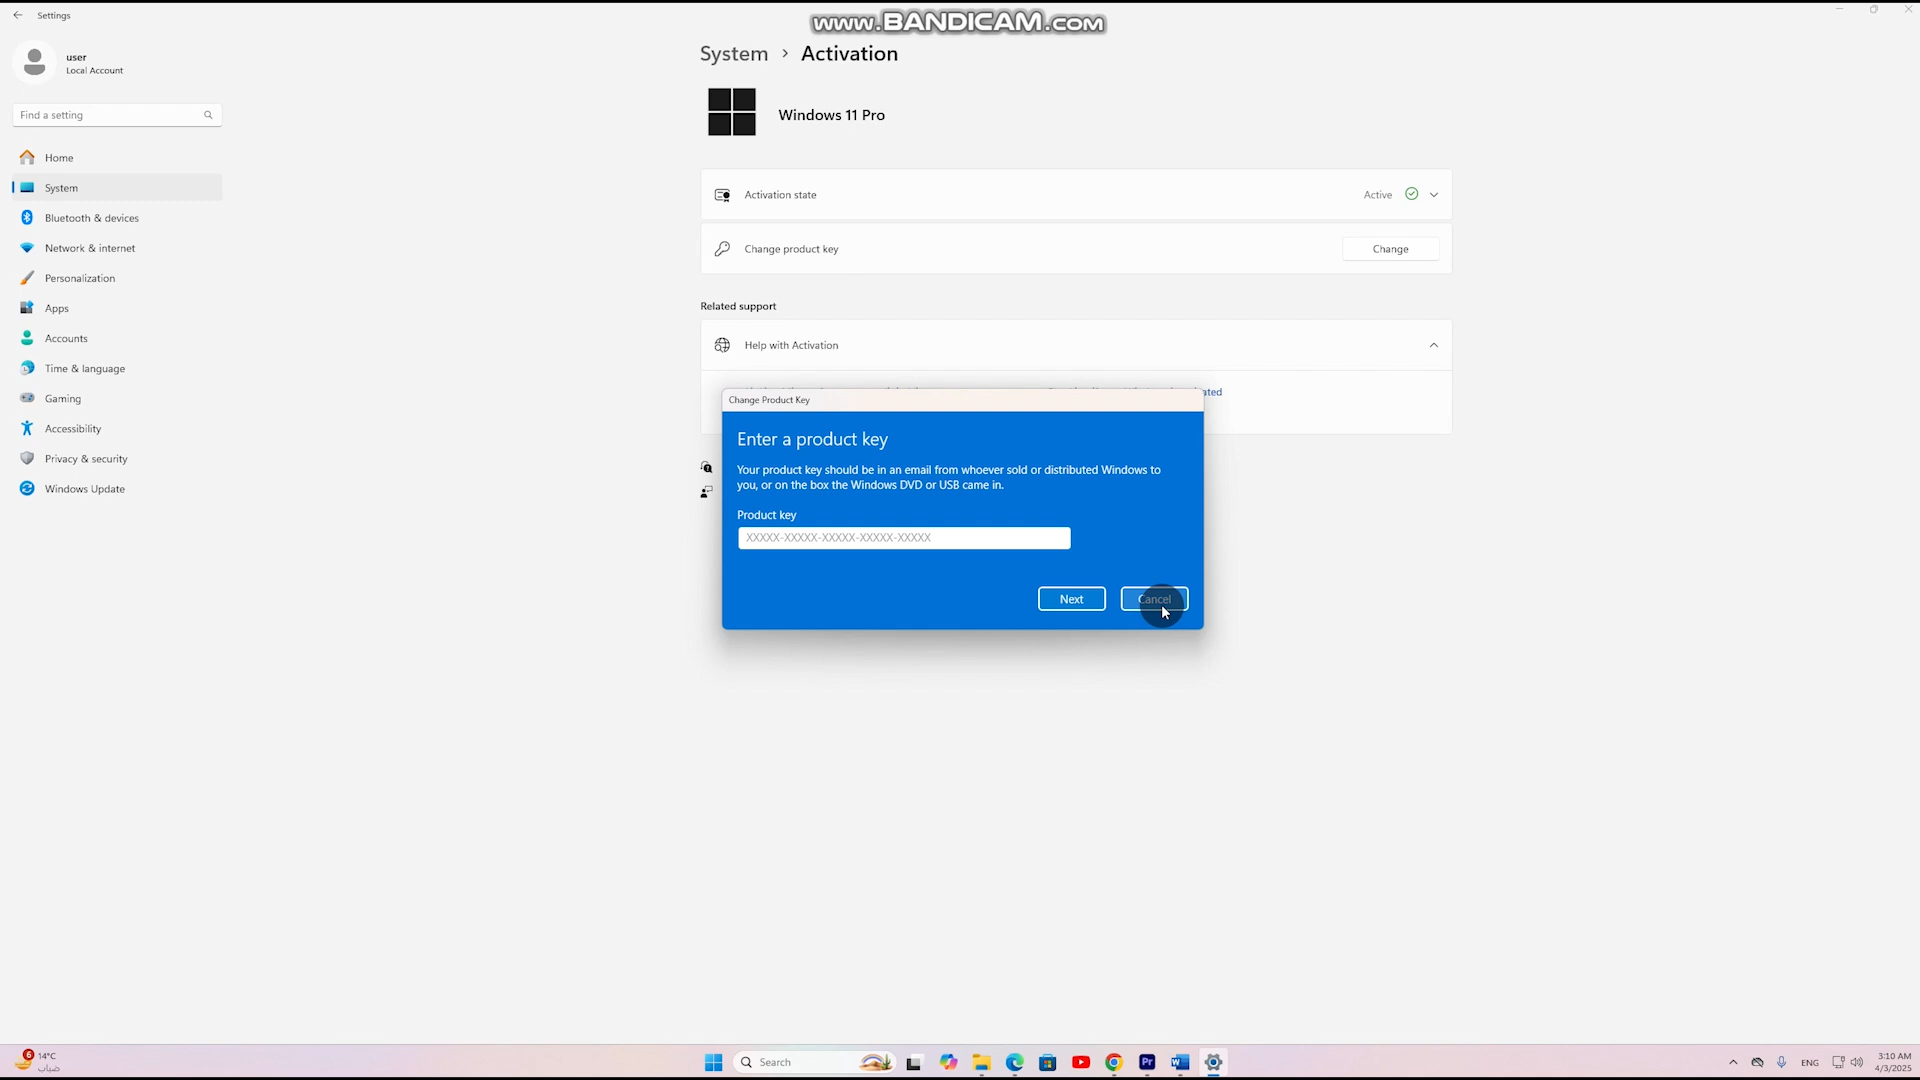 Settings
www.BANDICAM.com
user
Local Account
System > Activation
Find a setting
Windows 11 Pro
Home
System
Bluetooth & devices
Network & internet
Personalization
Apps
Accounts
Time & language
Gaming
Accessibility
Privacy & security
Windows Update
Activation state
Active
Change product key
Change
Related support
Help with Activation
Change Product Key
Enter a product key
Your product key should be in an email from whoever sold or distributed Windows to
you, or on the box the Windows DVD or USB came in.
Product key
XXXXX-XXXXX-XXXXX-XXXXX-XXXXX
Next
Cancel
6
14°C
ضباب
Search
Pr
W
ENG
3:10 AM
4/3/2025